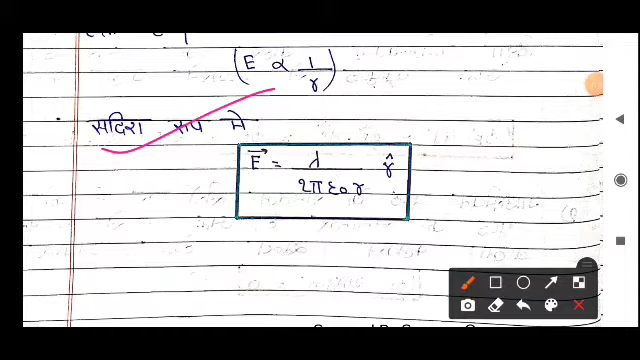 (E ∝ 1/r)
सदिश रूप में
E⃗ = λ / 2πε₀r r̂